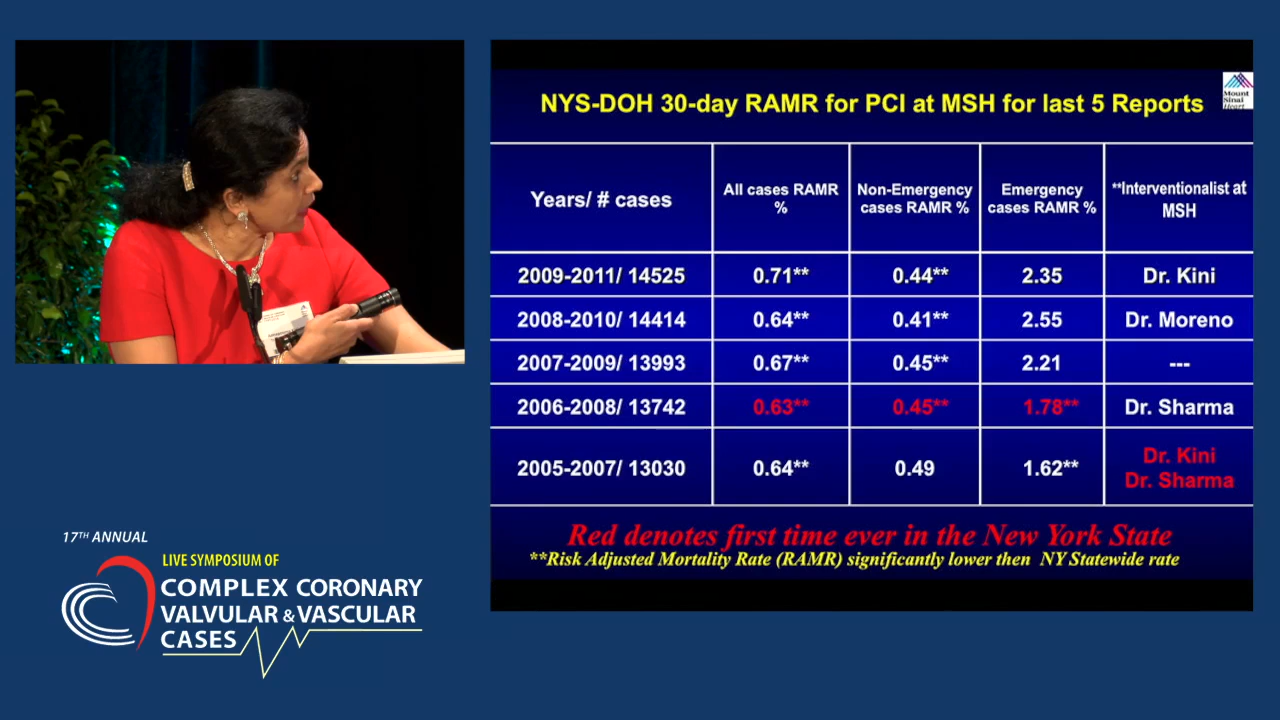 NYS-DOH 30-day RAMR for PCI at MSH for last 5 Reports
Mount
Sinai
Heart
Years/ # cases
All cases RAMR
%
Non-Emergency
cases RAMR %
Emergency
cases RAMR %
**Interventionalist at
MSH
2009-2011/ 14525 0.71** 0.44** 2.35 Dr. Kini
2008-2010/ 14414 0.64** 0.41** 2.55 Dr. Moreno
2007-2009/ 13993 0.67** 0.45** 2.21 ---
2006-2008/ 13742 0.63** 0.45** 1.78** Dr. Sharma
2005-2007/ 13030 0.64** 0.49 1.62** Dr. Kini
Dr. Sharma
Red denotes first time ever in the New York State
**Risk Adjusted Mortality Rate (RAMR) significantly lower then NY Statewide rate
17TH ANNUAL
LIVE SYMPOSIUM OF
COMPLEX CORONARY
VALVULAR & VASCULAR
CASES